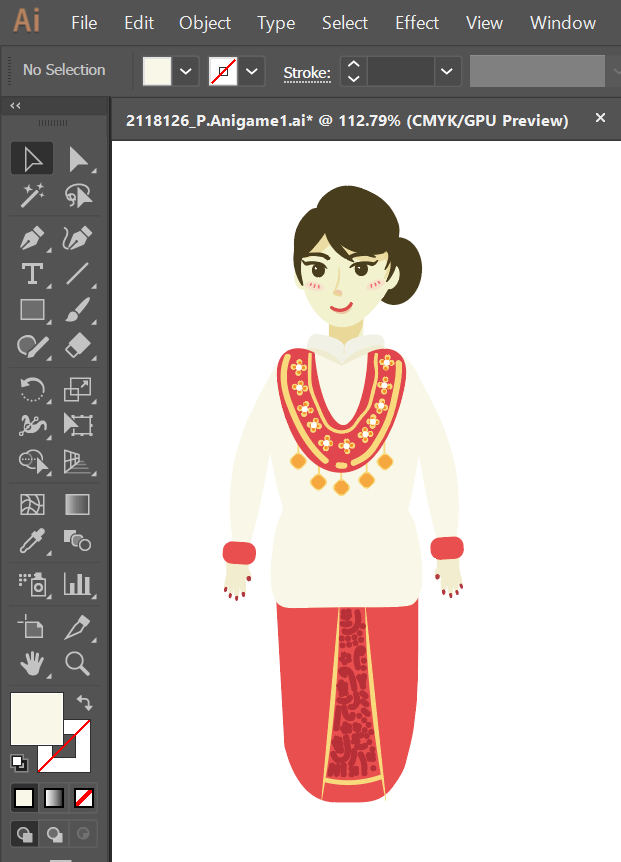 Ai File Edit Object Type Select Effect View Window
No Selection Stroke:
2118126_P.Anigame1.ai* @ 112.79% (CMYK/GPU Preview) ×